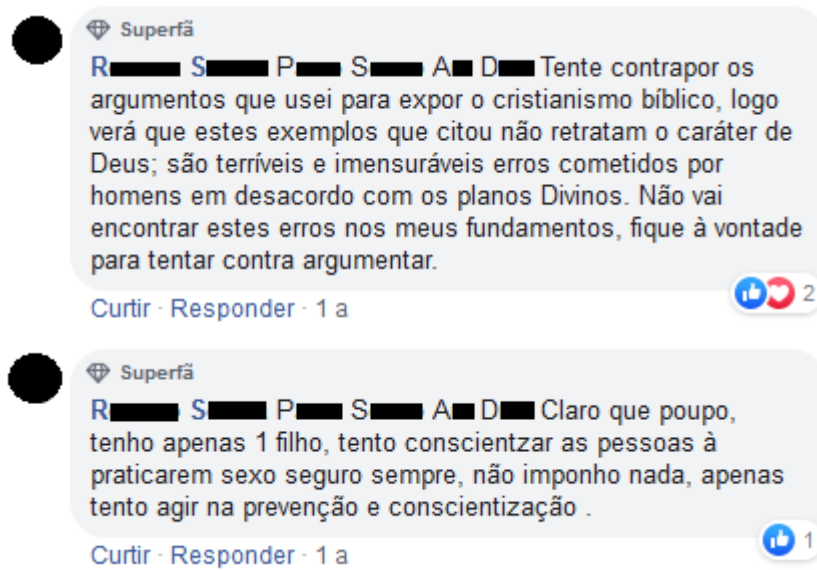 Superfã
R S P S A D Tente contrapor os
argumentos que usei para expor o cristianismo bíblico, logo
verá que estes exemplos que citou não retratam o caráter de
Deus; são terríveis e imensuráveis erros cometidos por
homens em desacordo com os planos Divinos. Não vai
encontrar estes erros nos meus fundamentos, fique à vontade
para tentar contra argumentar.
Curtir · Responder · 1 a
2
Superfã
R S P S A D Claro que poupo,
tenho apenas 1 filho, tento conscientzar as pessoas à
praticarem sexo seguro sempre, não imponho nada, apenas
tento agir na prevenção e conscientização .
Curtir · Responder · 1 a
1